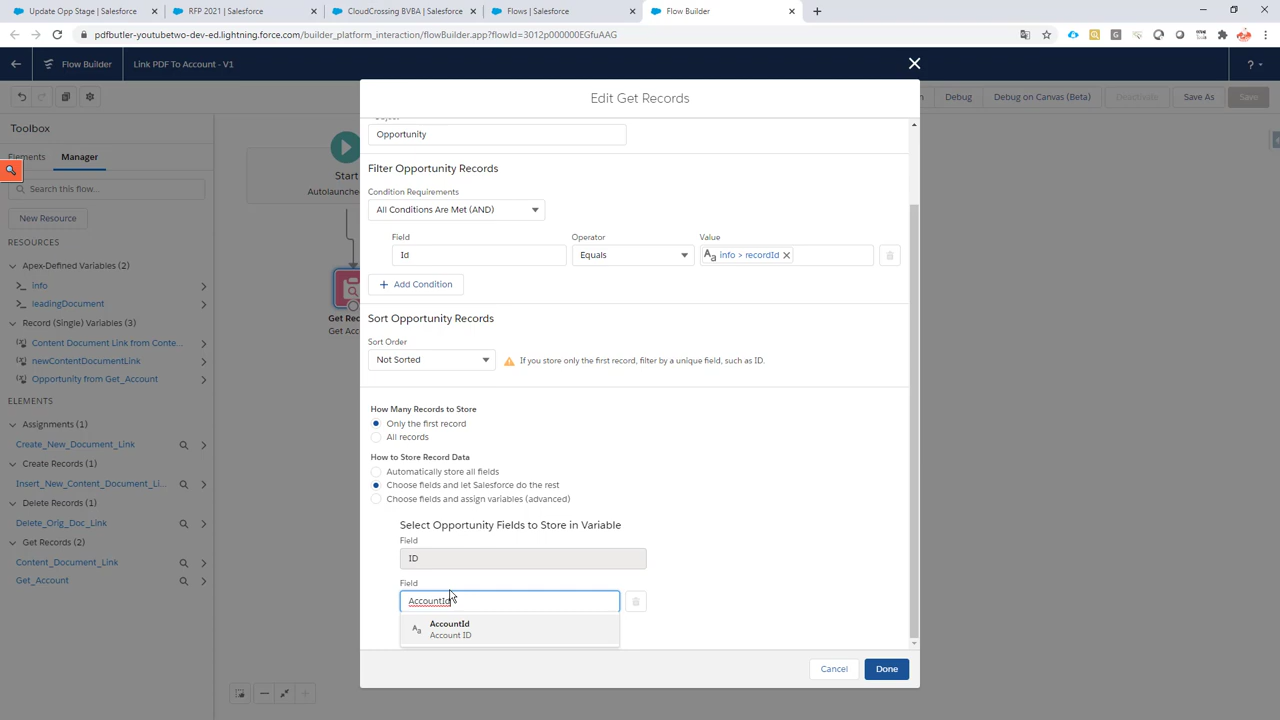 Update Opp Stage | Salesforce
RFP 2021 | Salesforce
CloudCrossing BVBA | Salesforce
Flows | Salesforce
Flow Builder
pdfbutler-youtubetwo-dev-ed.lightning.force.com/builder_platform_interaction/flowBuilder.app?flowId=3012p000000EGfuAAG
Flow Builder
Link PDF To Account - V1
?
Debug
Debug on Canvas (Beta)
Deactivate
Save As
Save
Toolbox
Elements
Manager
Search this flow...
New Resource
RESOURCES
Apex-Defined Variables (2)
info
leadingDocument
Record (Single) Variables (3)
Content Document Link from Conte...
newContentDocumentLink
Opportunity from Get_Account
ELEMENTS
Assignments (1)
Create_New_Document_Link
Create Records (1)
Insert_New_Content_Document_Li...
Delete Records (1)
Delete_Orig_Doc_Link
Get Records (2)
Content_Document_Link
Get_Account
Start
Autolaunche
Get Rec
Get Acc
Edit Get Records
Opportunity
Filter Opportunity Records
Condition Requirements
All Conditions Are Met (AND)
Field
Operator
Value
Id
Equals
Aa info > recordId
+ Add Condition
Sort Opportunity Records
Sort Order
Not Sorted
If you store only the first record, filter by a unique field, such as ID.
How Many Records to Store
Only the first record
All records
How to Store Record Data
Automatically store all fields
Choose fields and let Salesforce do the rest
Choose fields and assign variables (advanced)
Select Opportunity Fields to Store in Variable
Field
ID
Field
AccountId
Aa
AccountId
Account ID
Cancel
Done